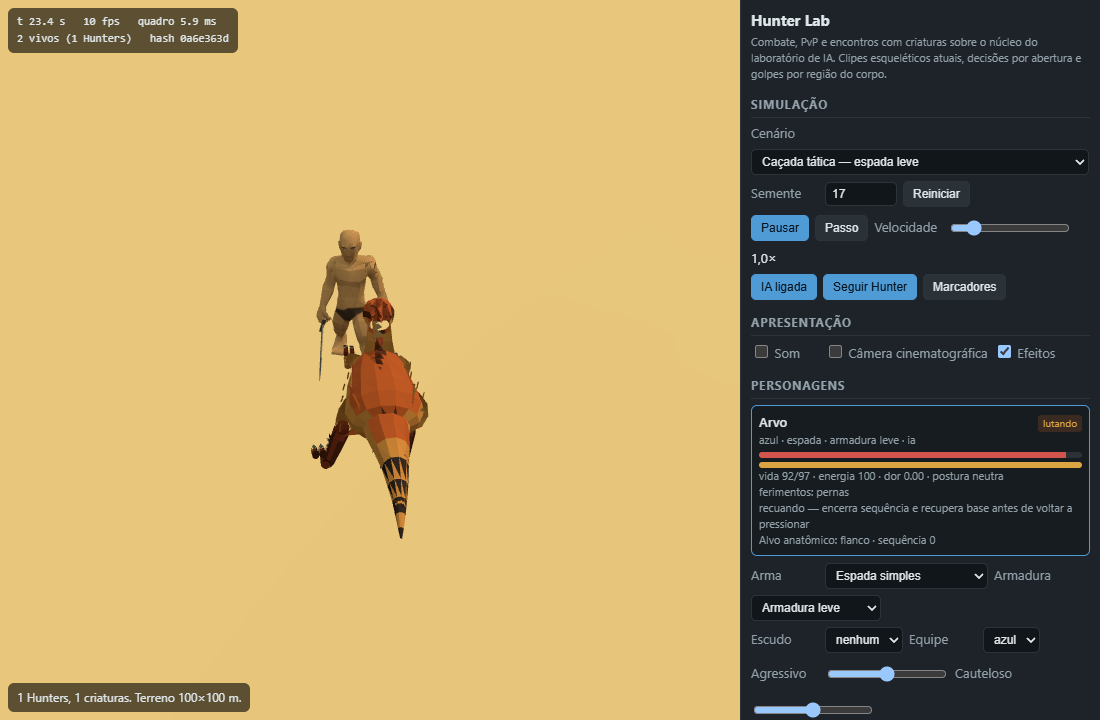 t 23.4 s   10 fps   quadro 5.9 ms
2 vivos (1 Hunters)   hash 0a6e363d
1 Hunters, 1 criaturas. Terreno 100×100 m.
Hunter Lab
Combate, PvP e encontros com criaturas sobre o núcleo do
laboratório de IA. Clipes esqueléticos atuais, decisões por abertura e
golpes por região do corpo.
SIMULAÇÃO
Cenário
Caçada tática — espada leve
Semente 17 Reiniciar
Pausar Passo Velocidade
1,0×
IA ligada Seguir Hunter Marcadores
APRESENTAÇÃO
Som Câmera cinematográfica Efeitos
PERSONAGENS
Arvo lutando
azul · espada · armadura leve · ia
vida 92/97 · energia 100 · dor 0.00 · postura neutra
ferimentos: pernas
recuando — encerra sequência e recupera base antes de voltar a
pressionar
Alvo anatômico: flanco · sequência 0
Arma Espada simples Armadura
Armadura leve
Escudo nenhum Equipe azul
Agressivo Cauteloso